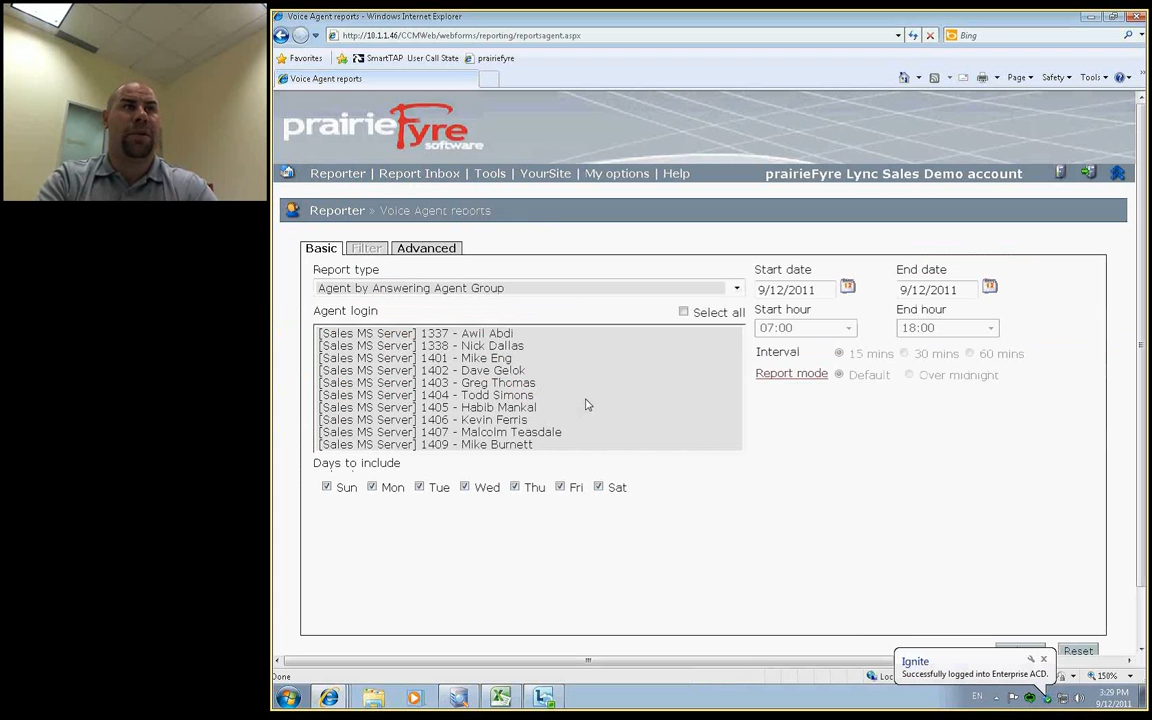 Voice Agent reports - Windows Internet Explorer
http://10.1.1.46/CCMWeb/webforms/reporting/reportsagent.aspx
Bing
Favorites SmartTAP User Call State prairiefyre
Voice Agent reports
Page Safety Tools
prairieFyre
software
Reporter | Report Inbox | Tools | YourSite | My options | Help prairieFyre Lync Sales Demo account
Reporter » Voice Agent reports
Basic Filter Advanced
Report type
Agent by Answering Agent Group
Agent login
Select all
[Sales MS Server] 1337 - Awil Abdi
[Sales MS Server] 1338 - Nick Dallas
[Sales MS Server] 1401 - Mike Eng
[Sales MS Server] 1402 - Dave Gelok
[Sales MS Server] 1403 - Greg Thomas
[Sales MS Server] 1404 - Todd Simons
[Sales MS Server] 1405 - Habib Mankal
[Sales MS Server] 1406 - Kevin Ferris
[Sales MS Server] 1407 - Malcolm Teasdale
[Sales MS Server] 1409 - Mike Burnett
Days to include
Sun Mon Tue Wed Thu Fri Sat
Start date End date
9/12/2011 9/12/2011
Start hour End hour
07:00 18:00
Interval 15 mins 30 mins 60 mins
Report mode Default Over midnight
Reset
Ignite
Successfully logged into Enterprise ACD.
Done
158%
EN
3:29 PM
9/12/2011